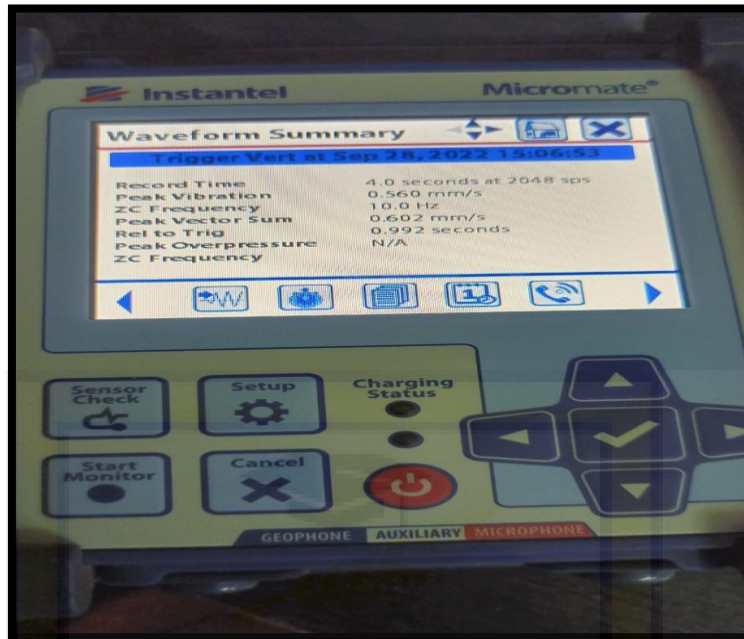 Instantel Micromate®
Waveform Summary
Trigger Vert at Sep 28, 2022 15:06:53
Record Time 4.0 seconds at 2048 sps
Peak Vibration 0.560 mm/s
ZC Frequency 10.0 Hz
Peak Vector Sum 0.602 mm/s
Rel to Trig 0.992 seconds
Peak Overpressure N/A
ZC Frequency
1
Sensor
Check
Setup
Charging
Status
Start
Monitor
Cancel
GEOPHONE AUXILIARY MICROPHONE